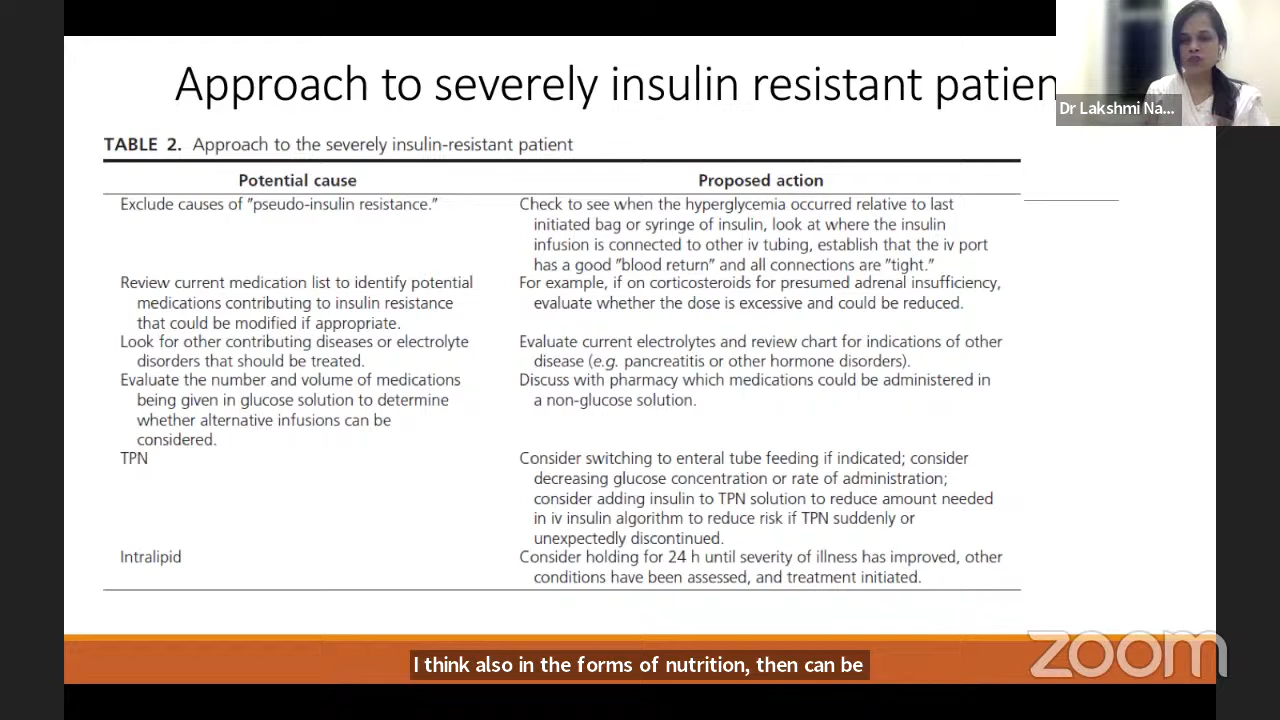 Approach to severely insulin resistant patien
Dr Lakshmi Na...
TABLE 2. Approach to the severely insulin-resistant patient
Potential cause
Proposed action
Exclude causes of "pseudo-insulin resistance."
Check to see when the hyperglycemia occurred relative to last
initiated bag or syringe of insulin, look at where the insulin
infusion is connected to other iv tubing, establish that the iv port
has a good "blood return" and all connections are "tight."
Review current medication list to identify potential
medications contributing to insulin resistance
that could be modified if appropriate.
For example, if on corticosteroids for presumed adrenal insufficiency,
evaluate whether the dose is excessive and could be reduced.
Look for other contributing diseases or electrolyte
disorders that should be treated.
Evaluate current electrolytes and review chart for indications of other
disease (e.g. pancreatitis or other hormone disorders).
Evaluate the number and volume of medications
being given in glucose solution to determine
whether alternative infusions can be
considered.
Discuss with pharmacy which medications could be administered in
a non-glucose solution.
TPN
Consider switching to enteral tube feeding if indicated; consider
decreasing glucose concentration or rate of administration;
consider adding insulin to TPN solution to reduce amount needed
in iv insulin algorithm to reduce risk if TPN suddenly or
unexpectedly discontinued.
Intralipid
Consider holding for 24 h until severity of illness has improved, other
conditions have been assessed, and treatment initiated.
I think also in the forms of nutrition, then can be
zoom